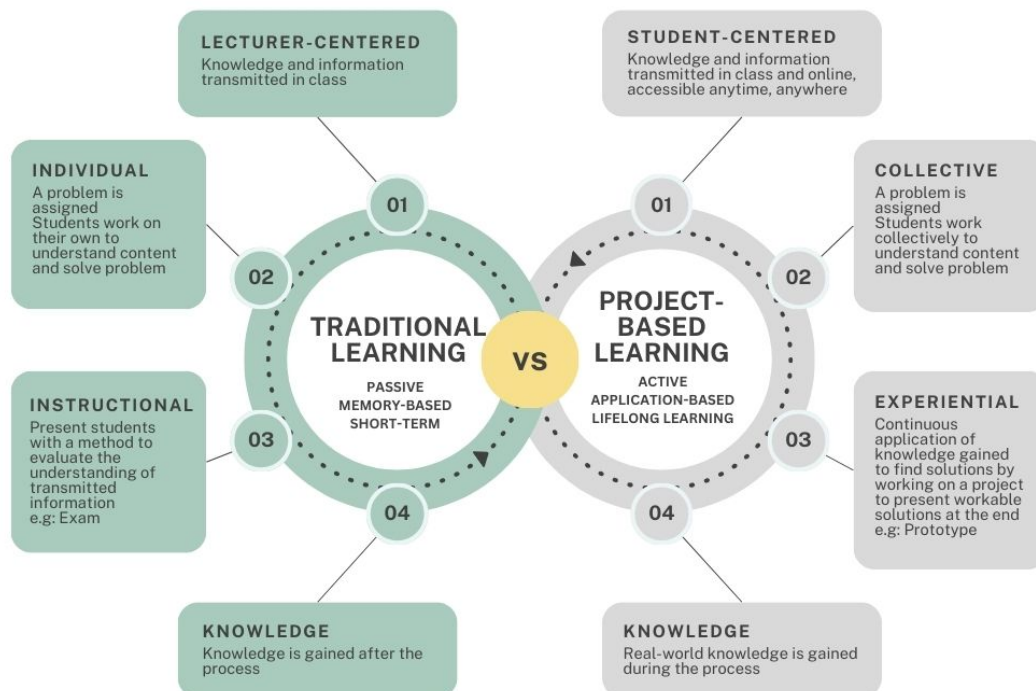 LECTURER-CENTERED
Knowledge and information
transmitted in class
STUDENT-CENTERED
Knowledge and information
transmitted in class and online,
accessible anytime, anywhere
INDIVIDUAL
A problem is
assigned
Students work on
their own to
understand content
and solve problem
COLLECTIVE
A problem is
assigned
Students work
collectively to
understand content
and solve problem
01
02
03
04
01
02
03
04
TRADITIONAL
LEARNING
PASSIVE
MEMORY-BASED
SHORT-TERM
VS
PROJECT-
BASED
LEARNING
ACTIVE
APPLICATION-BASED
LIFELONG LEARNING
INSTRUCTIONAL
Present students
with a method to
evaluate the
understanding of
transmitted
information
e.g: Exam
EXPERIENTIAL
Continuous
application of
knowledge gained
to find solutions by
working on a project
to present workable
solutions at the end
e.g: Prototype
KNOWLEDGE
Knowledge is gained after the
process
KNOWLEDGE
Real-world knowledge is gained
during the process